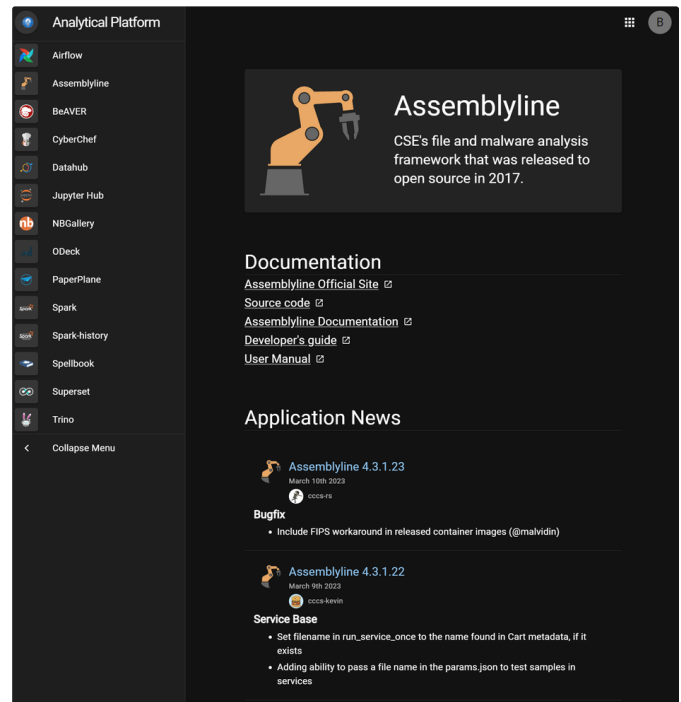 Analytical Platform
B
Airflow
Assemblyline
BeAVER
CyberChef
Datahub
Jupyter Hub
nb
NBGallery
ODeck
PaperPlane
Spark
Spark-history
Spellbook
Superset
Trino
Collapse Menu
Assemblyline
CSE's file and malware analysis
framework that was released to
open source in 2017.
Documentation
Assemblyline Official Site
Source code
Assemblyline Documentation
Developer's guide
User Manual
Application News
Assemblyline 4.3.1.23
March 10th 2023
cccs-rs
Bugfix
• Include FIPS workaround in released container images (@malvidin)
Assemblyline 4.3.1.22
March 9th 2023
cccs-kevin
Service Base
• Set filename in run_service_once to the name found in Cart metadata, if it
exists
• Adding ability to pass a file name in the params.json to test samples in
services